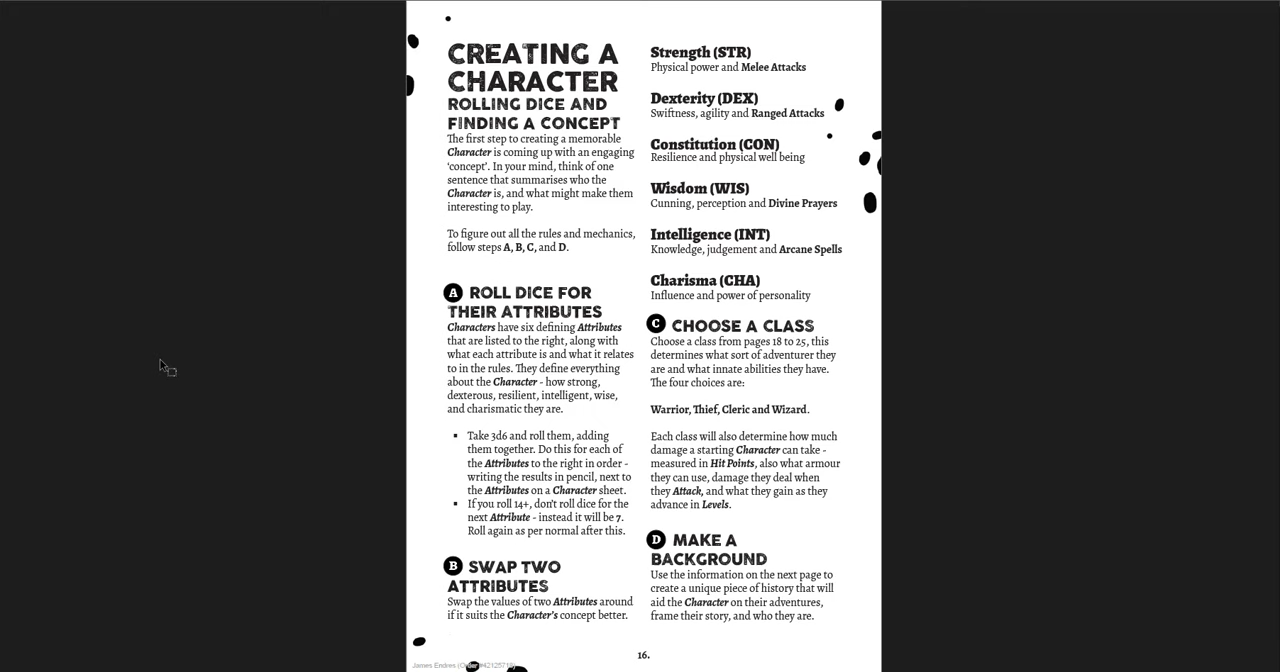 CREATING A
CHARACTER
ROLLING DICE AND
FINDING A CONCEPT
The first step to creating a memorable
Character is coming up with an engaging
‘concept’. In your mind, think of one
sentence that summarises who the
Character is, and what might make them
interesting to play.
To figure out all the rules and mechanics,
follow steps A, B, C, and D.
A ROLL DICE FOR
THEIR ATTRIBUTES
Characters have six defining Attributes
that are listed to the right, along with
what each attribute is and what it relates
to in the rules. They define everything
about the Character - how strong,
dexterous, resilient, intelligent, wise,
and charismatic they are.
▪ Take 3d6 and roll them, adding
them together. Do this for each of
the Attributes to the right in order -
writing the results in pencil, next to
the Attributes on a Character sheet.
▪ If you roll 14+, don't roll dice for the
next Attribute - instead it will be 7.
Roll again as per normal after this.
B SWAP TWO
ATTRIBUTES
Swap the values of two Attributes around
if it suits the Character's concept better.
Strength (STR)
Physical power and Melee Attacks
Dexterity (DEX)
Swiftness, agility and Ranged Attacks
Constitution (CON)
Resilience and physical well being
Wisdom (WIS)
Cunning, perception and Divine Prayers
Intelligence (INT)
Knowledge, judgement and Arcane Spells
Charisma (CHA)
Influence and power of personality
C CHOOSE A CLASS
Choose a class from pages 18 to 25, this
determines what sort of adventurer they
are and what innate abilities they have.
The four choices are:
Warrior, Thief, Cleric and Wizard.
Each class will also determine how much
damage a starting Character can take -
measured in Hit Points, also what armour
they can use, damage they deal when
they Attack, and what they gain as they
advance in Levels.
D MAKE A
BACKGROUND
Use the information on the next page to
create a unique piece of history that will
aid the Character on their adventures,
frame their story, and who they are.
16.
James Endres